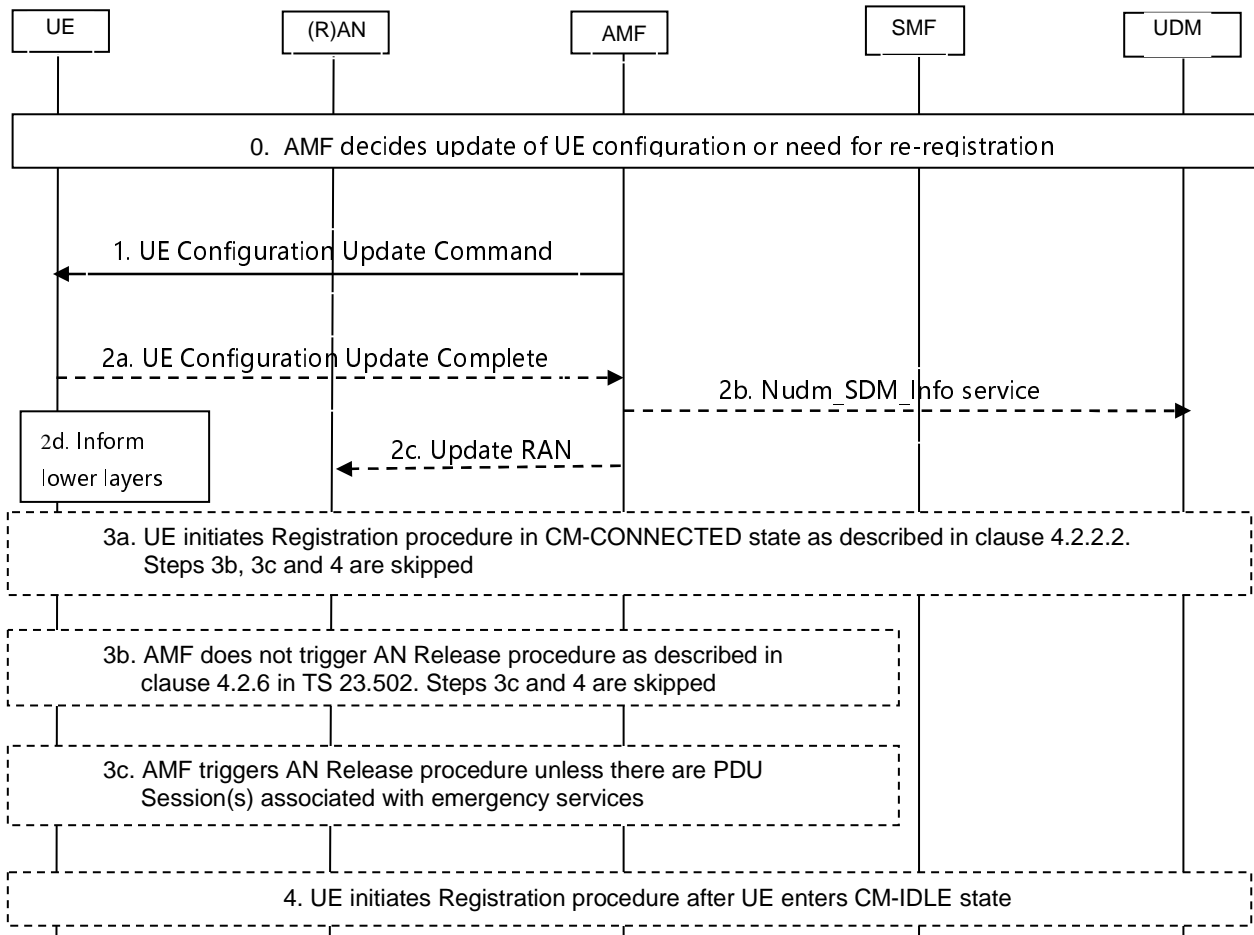 UE
(R)AN
AMF
SMF
UDM
0. AMF decides update of UE configuration or need for re-registration
1. UE Configuration Update Command
2a. UE Configuration Update Complete
2b. Nudm_SDM_Info service
2c. Update RAN
2d. Inform
lower layers
3a. UE initiates Registration procedure in CM-CONNECTED state as described in clause 4.2.2.2.
Steps 3b, 3c and 4 are skipped
3b. AMF does not trigger AN Release procedure as described in
clause 4.2.6 in TS 23.502. Steps 3c and 4 are skipped
3c. AMF triggers AN Release procedure unless there are PDU
Session(s) associated with emergency services
4. UE initiates Registration procedure after UE enters CM-IDLE state